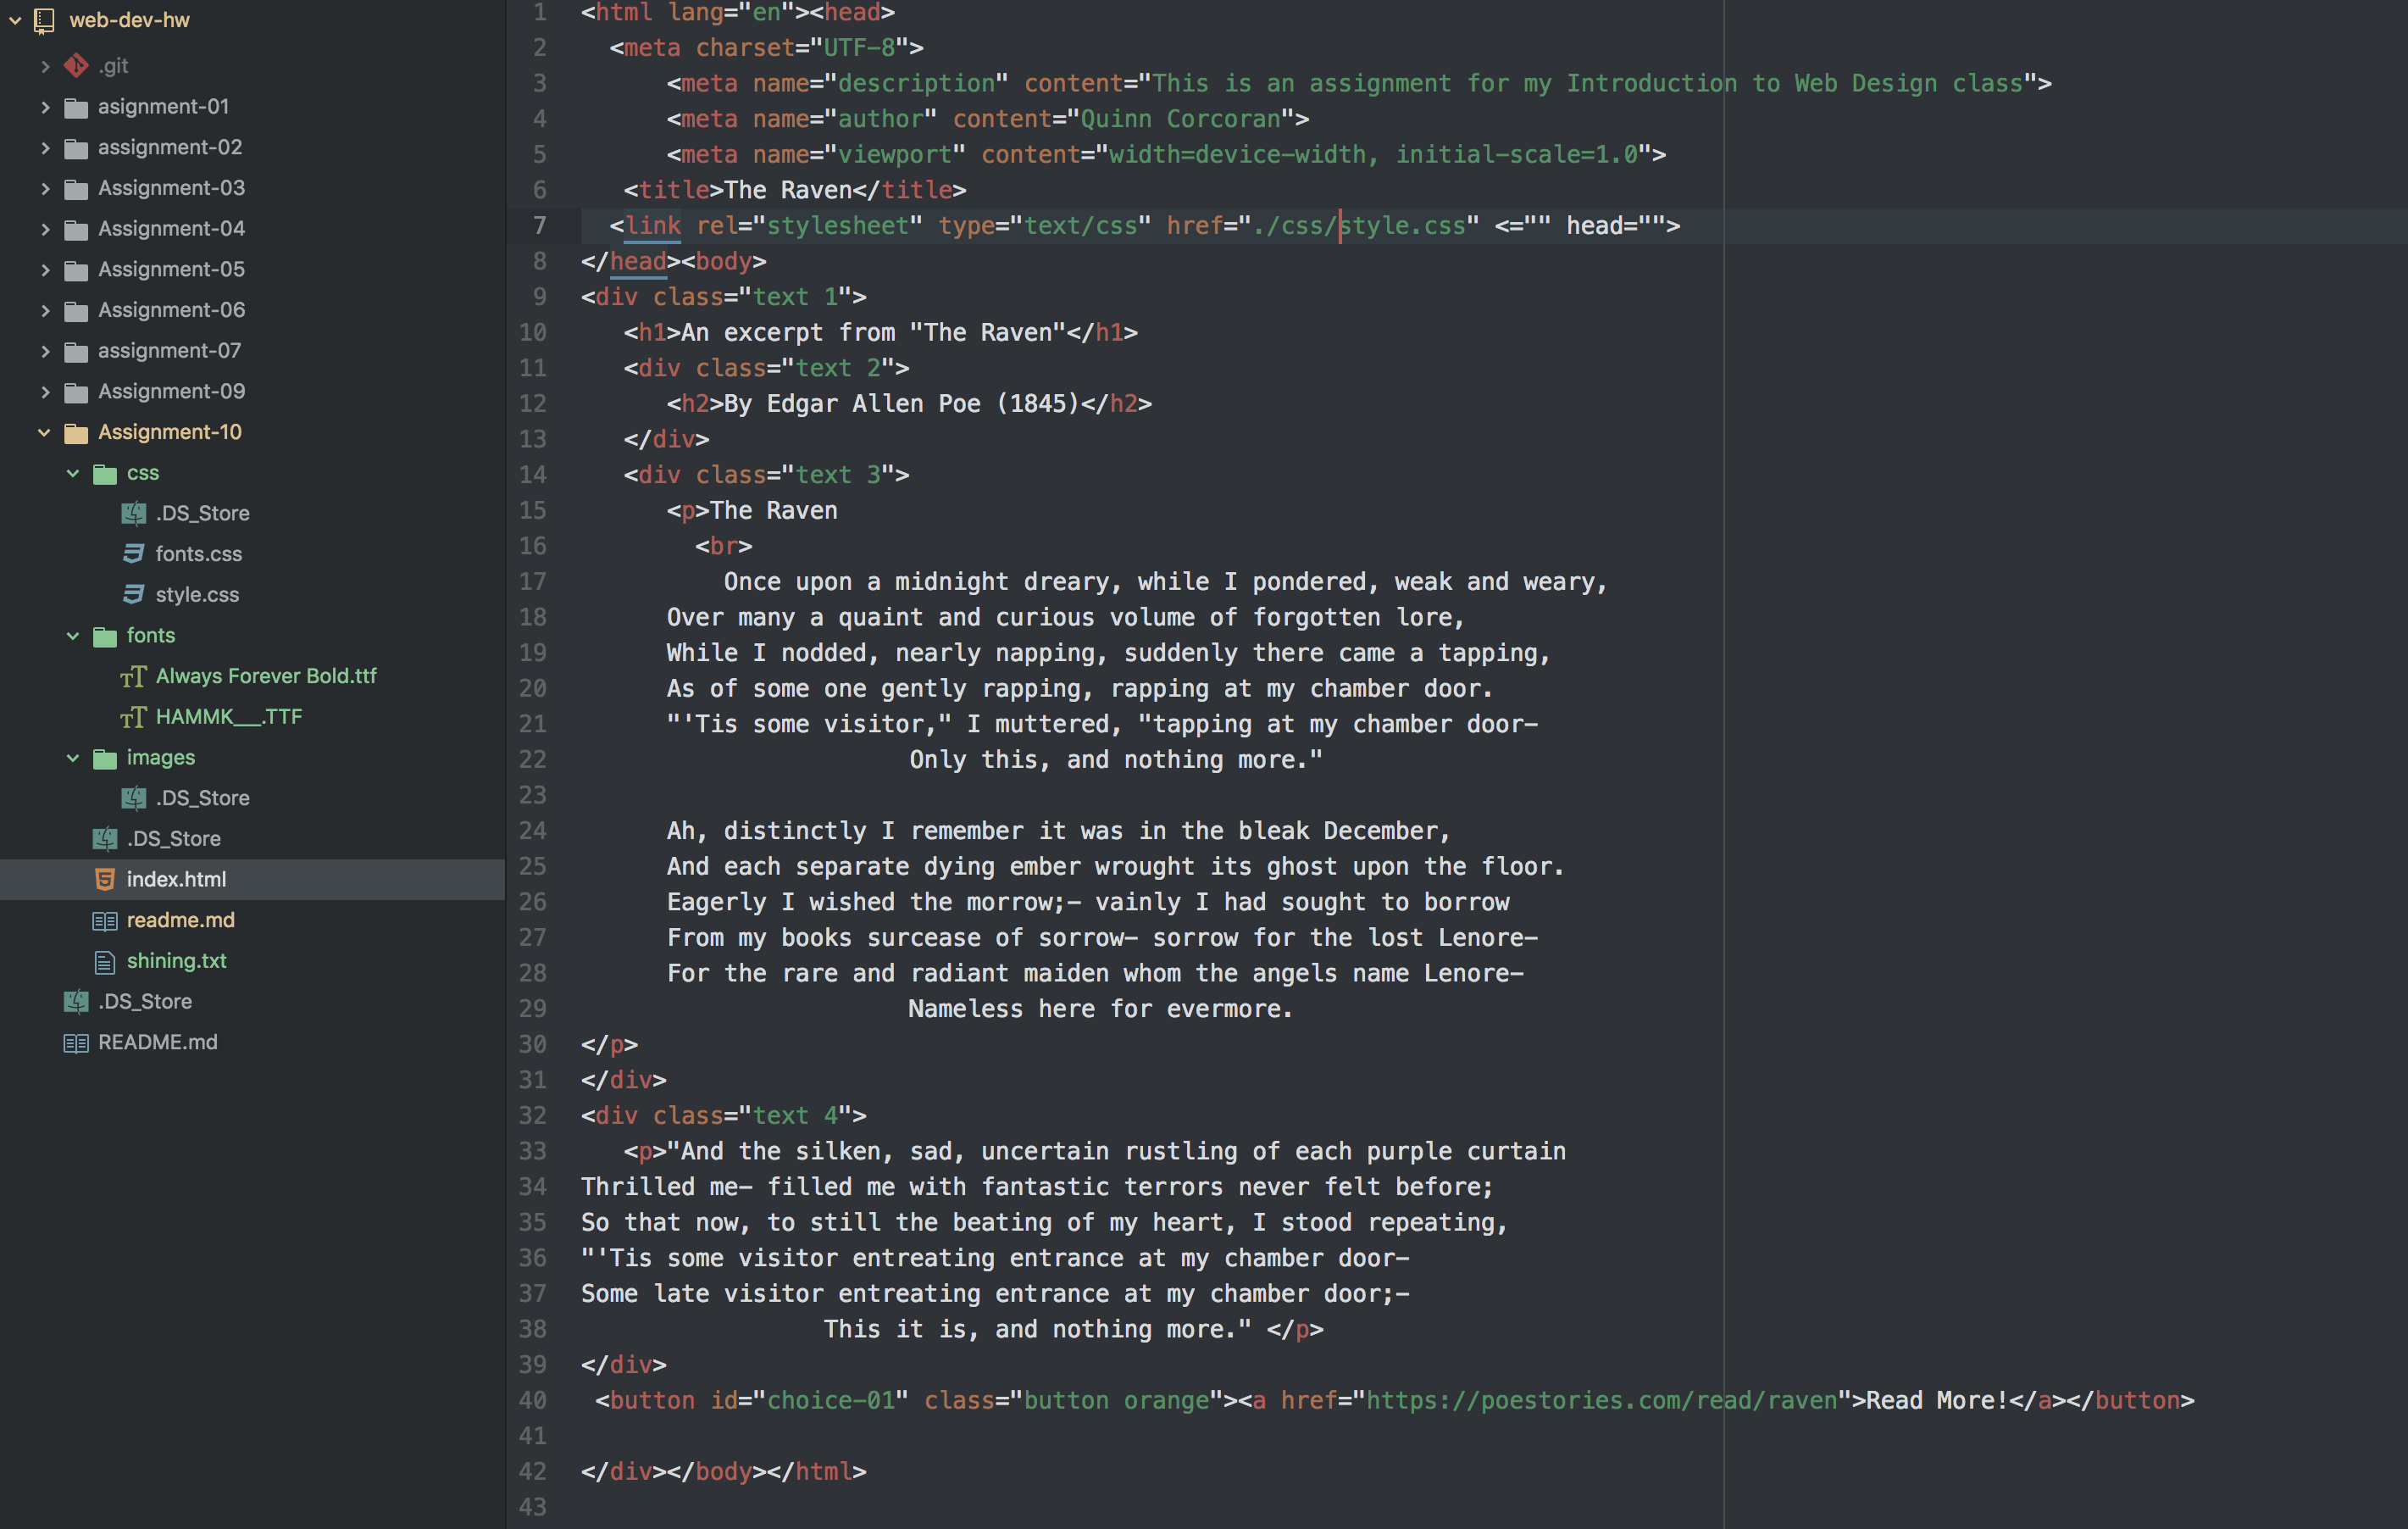 web-dev-hw
.git
asignment-01
assignment-02
Assignment-03
Assignment-04
Assignment-05
Assignment-06
assignment-07
Assignment-09
Assignment-10
css
.DS_Store
fonts.css
style.css
fonts
Always Forever Bold.ttf
HAMMK___.TTF
images
.DS_Store
.DS_Store
index.html
readme.md
shining.txt
.DS_Store
README.md
1 <html lang="en"><head>
2 <meta charset="UTF-8">
3 <meta name="description" content="This is an assignment for my Introduction to Web Design class">
4 <meta name="author" content="Quinn Corcoran">
5 <meta name="viewport" content="width=device-width, initial-scale=1.0">
6 <title>The Raven</title>
7 <link rel="stylesheet" type="text/css" href="./css/style.css" <="" head="">
8 </head><body>
9 <div class="text 1">
10 <h1>An excerpt from "The Raven"</h1>
11 <div class="text 2">
12 <h2>By Edgar Allen Poe (1845)</h2>
13 </div>
14 <div class="text 3">
15 <p>The Raven
16 <br>
17 Once upon a midnight dreary, while I pondered, weak and weary,
18 Over many a quaint and curious volume of forgotten lore,
19 While I nodded, nearly napping, suddenly there came a tapping,
20 As of some one gently rapping, rapping at my chamber door.
21 "'Tis some visitor," I muttered, "tapping at my chamber door-
22 Only this, and nothing more."
23
24 Ah, distinctly I remember it was in the bleak December,
25 And each separate dying ember wrought its ghost upon the floor.
26 Eagerly I wished the morrow;- vainly I had sought to borrow
27 From my books surcease of sorrow- sorrow for the lost Lenore-
28 For the rare and radiant maiden whom the angels name Lenore-
29 Nameless here for evermore.
30 </p>
31 </div>
32 <div class="text 4">
33 <p>"And the silken, sad, uncertain rustling of each purple curtain
34 Thrilled me- filled me with fantastic terrors never felt before;
35 So that now, to still the beating of my heart, I stood repeating,
36 "'Tis some visitor entreating entrance at my chamber door-
37 Some late visitor entreating entrance at my chamber door;-
38 This it is, and nothing more." </p>
39 </div>
40 <button id="choice-01" class="button orange"><a href="https://poestories.com/read/raven">Read More!</a></button>
41
42 </div></body></html>
43